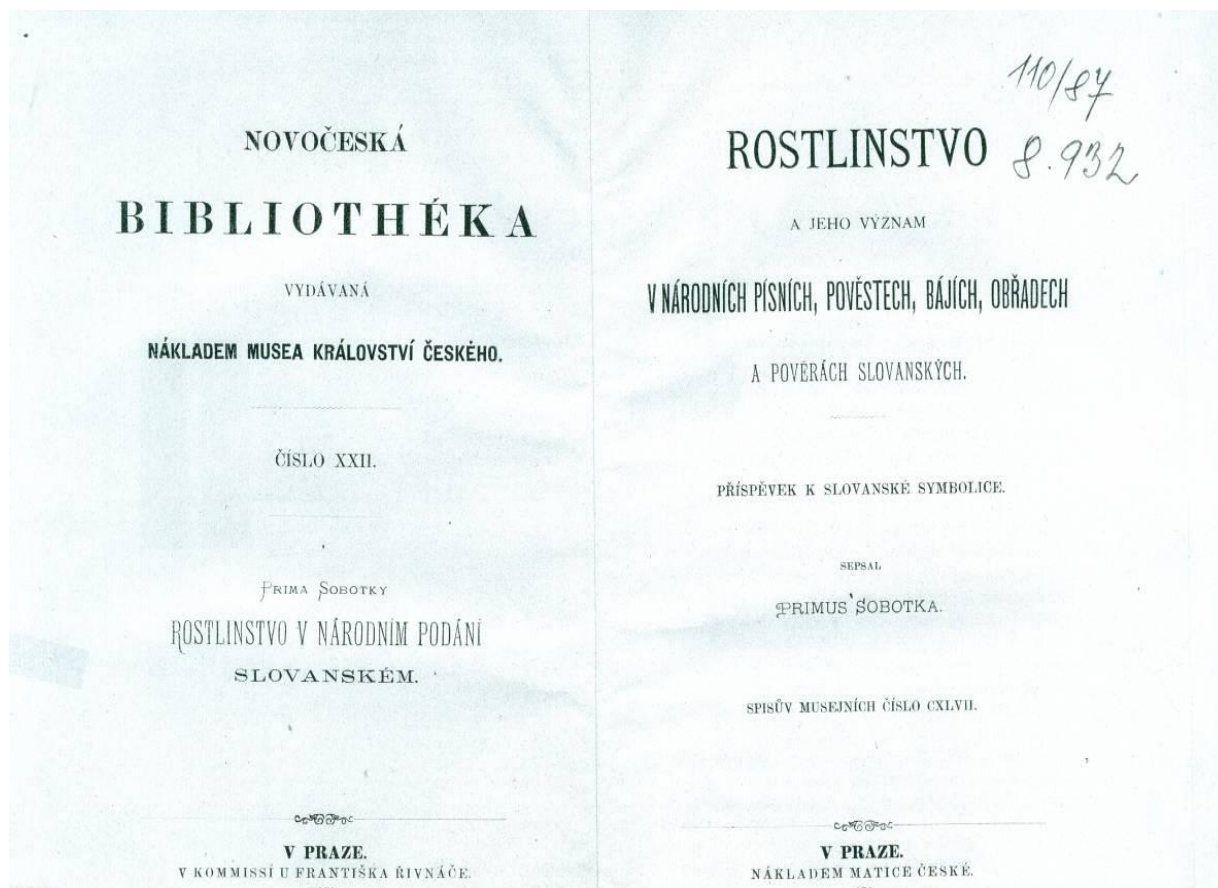 NOVOČESKÁ
BIBLIOTHÉKA
VYDÁVANÁ
NÁKLADEM MUSEA KRÁLOVSTVÍ ČESKÉHO.
ČÍSLO XXII.
PRIMA SOBOTKY
ROSTLINSTVO V NÁRODNÍM PODÁNÍ
SLOVANSKÉM.
V PRAZE.
V KOMMISSÍ U FRANTIŠKA ŘIVNÁČE.
110/87
8.932
ROSTLINSTVO
A JEHO VÝZNAM
V NÁRODNÍCH PÍSNÍCH, POVĚSTECH, BÁJÍCH, OBŘADECH
A POVĚRÁCH SLOVANSKÝCH.
PŘÍSPĚVEK K SLOVANSKÉ SYMBOLICE.
SEPSAL
PRIMUS SOBOTKA.
SPISŮV MUSEJNÍCH ČÍSLO CXLVII.
V PRAZE.
NÁKLADEM MATICE ČESKÉ.